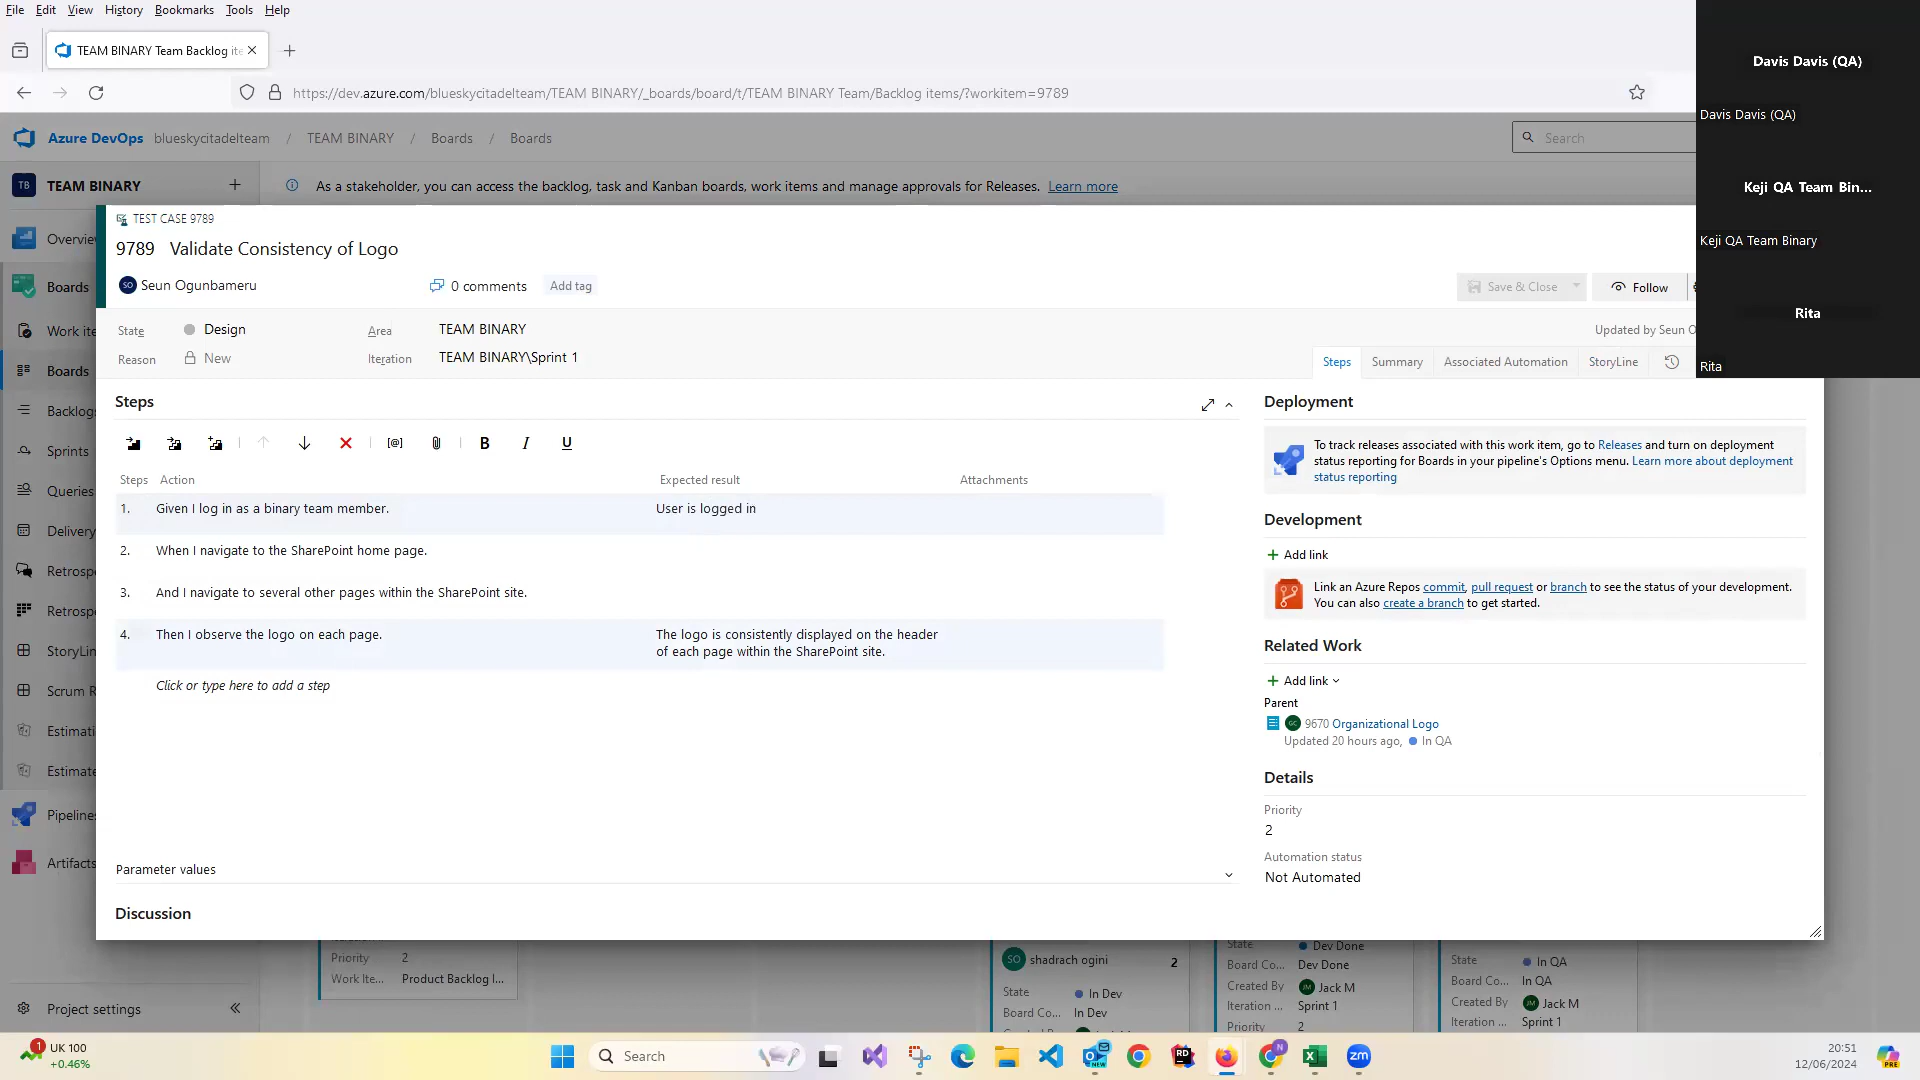 File Edit View History Bookmarks Tools Help
TEAM BINARY Team Backlog ite
https://dev.azure.com/blueskycitadelteam/TEAM BINARY/_boards/board/t/TEAM BINARY Team/Backlog items/?workitem=9789
Azure DevOps blueskycitadelteam / TEAM BINARY / Boards / Boards
Search
TB TEAM BINARY
As a stakeholder, you can access the backlog, task and Kanban boards, work items and manage approvals for Releases. Learn more
Davis Davis (QA)
Davis Davis (QA)
Keji QA Team Bin...
Keji QA Team Binary
Rita
Rita
Overvie
Boards
Work ite
Boards
Backlogs
Sprints
Queries
Delivery
Retrosp
Retrosp
StoryLin
Scrum R
Estimati
Estimate
Pipelines
Artifacts
Project settings
TEST CASE 9789
9789 Validate Consistency of Logo
SO Seun Ogunbameru
0 comments
Add tag
Save & Close
Follow
State Design
Area TEAM BINARY
Updated by Seun O
Reason New
Iteration TEAM BINARY\Sprint 1
Steps Summary Associated Automation StoryLine
Steps
[@] B I U
Steps Action Expected result Attachments
1. Given I log in as a binary team member. User is logged in
2. When I navigate to the SharePoint home page.
3. And I navigate to several other pages within the SharePoint site.
4. Then I observe the logo on each page. The logo is consistently displayed on the header
of each page within the SharePoint site.
Click or type here to add a step
Parameter values
Discussion
Deployment
To track releases associated with this work item, go to Releases and turn on deployment
status reporting for Boards in your pipeline's Options menu. Learn more about deployment
status reporting
Development
Add link
Link an Azure Repos commit, pull request or branch to see the status of your development.
You can also create a branch to get started.
Related Work
Add link
Parent
GC 9670 Organizational Logo
Updated 20 hours ago, In QA
Details
Priority
2
Automation status
Not Automated
Priority 2
Work Ite... Product Backlog I...
SO shadrach ogini 2
State In Dev
Board Co... In Dev
State Dev Done
Board Co... Dev Done
Created By JM Jack M
Iteration ... Sprint 1
Priority 2
State In QA
Board Co... In QA
Created By JM Jack M
Iteration ... Sprint 1
1 UK 100
+0.46%
Search
NEW
RD
N
zm
20:51
12/06/2024
PRE